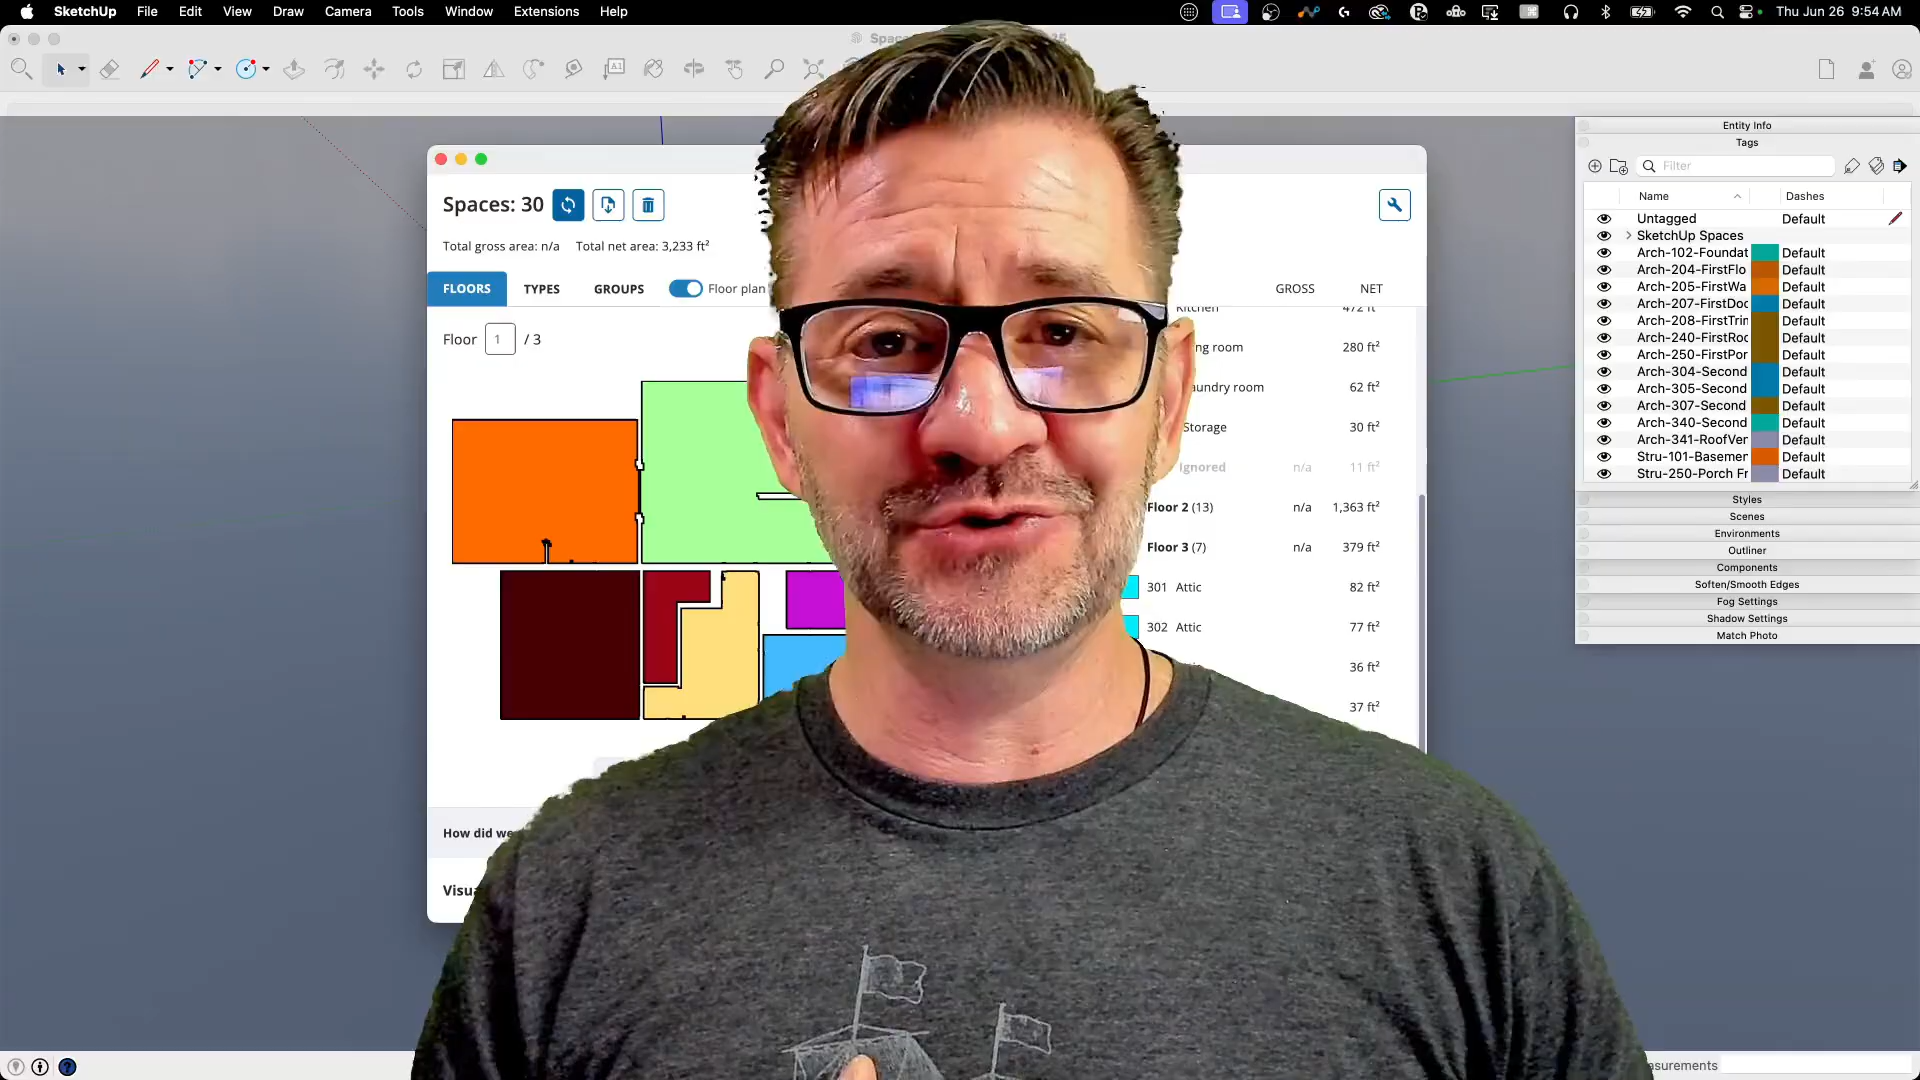 SketchUp File Edit View Draw Camera Tools Window Extensions Help Thu Jun 26 9:54 AM
Spaces: 30
Total gross area: n/a Total net area: 3,233 ft²
FLOORS TYPES GROUPS Floor plan GROSS NET
Floor 1 / 3
Kitchen 472 ft²
ng room 280 ft²
aundry room 62 ft²
Storage 30 ft²
Ignored n/a 11 ft²
Floor 2 (13) n/a 1,363 ft²
Floor 3 (7) n/a 379 ft²
301 Attic 82 ft²
302 Attic 77 ft²
36 ft²
37 ft²
How did we
Visua
Entity Info
Tags
Filter
Name Dashes
Untagged Default
SketchUp Spaces
Arch-102-Foundat Default
Arch-204-FirstFlo Default
Arch-205-FirstWa Default
Arch-207-FirstDoc Default
Arch-208-FirstTrin Default
Arch-240-FirstRoc Default
Arch-250-FirstPor Default
Arch-304-Second Default
Arch-305-Second Default
Arch-307-Second Default
Arch-340-Second Default
Arch-341-RoofVer Default
Stru-101-Basemer Default
Stru-250-Porch Fr Default
Styles
Scenes
Environments
Outliner
Components
Soften/Smooth Edges
Fog Settings
Shadow Settings
Match Photo
asurements